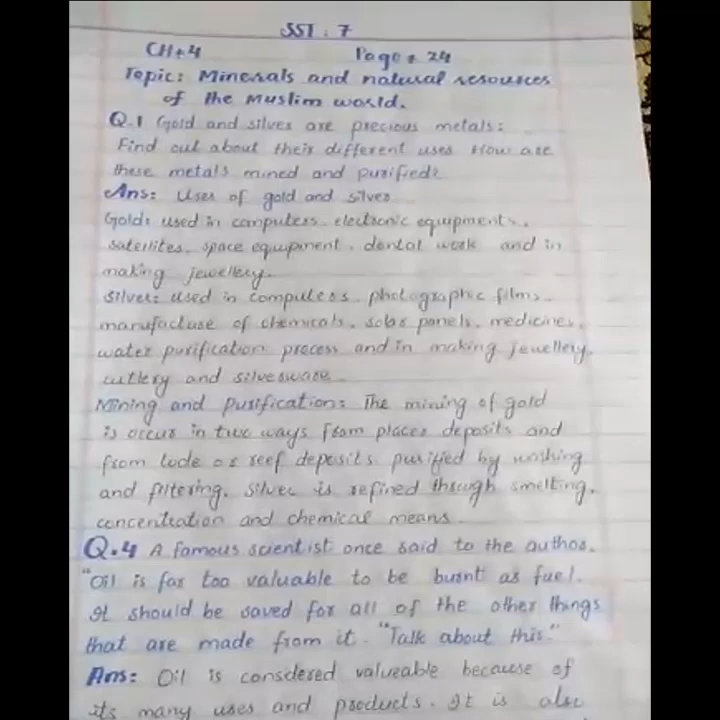 SST : 7
CH # 4 Page # 24
Topic: Minerals and natural resources
of the Muslim world.
Q.1 Gold and silver are precious metals:
Find out about their different uses How are
these metals mined and purified?
Ans: Uses of gold and silver
Gold: used in computers, electronic equipments,
satellites, space equipment, dental work and in
making jewellery.
Silver: used in computers, photographic films,
manufacture of chemicals, solar panels, medicines,
water purification process and in making jewellery,
cutlery and silverware.
Mining and Purification: The mining of gold
is occur in two ways from placer deposits and
from lode or reef deposits purified by washing
and filtering. Silver is refined through smelting,
concentration and chemical means.
Q.4 A famous scientist once said to the author.
"Oil is far too valuable to be burnt as fuel.
It should be saved for all of the other things
that are made from it. "Talk about this."
Ans: Oil is considered valueable because of
its many uses and products. It is also